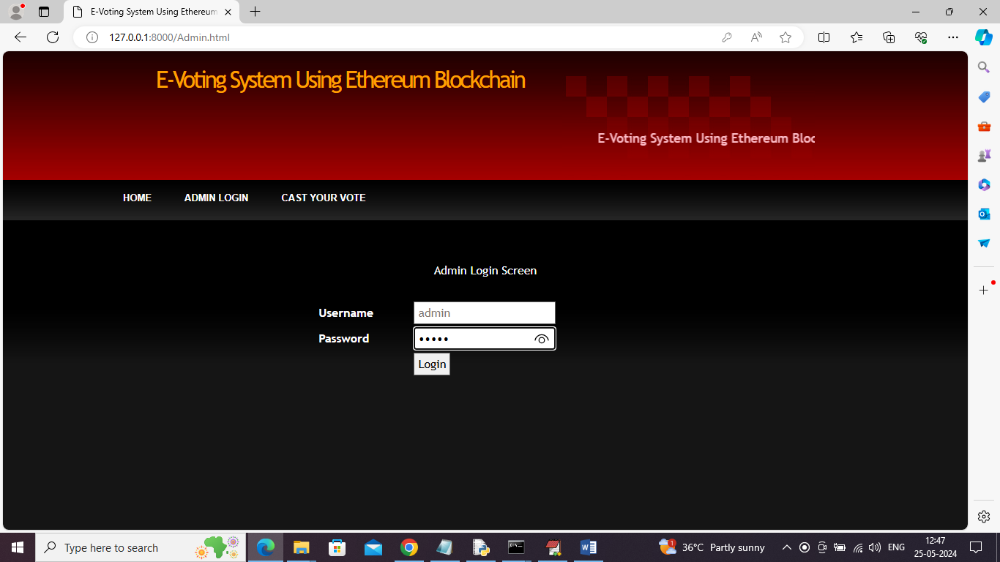 E-Voting System Using Ethereum
127.0.0.1:8000/Admin.html
E-Voting System Using Ethereum Blockchain
E-Voting System Using Ethereum Bloc
HOME ADMIN LOGIN CAST YOUR VOTE
Admin Login Screen
Username admin
Password •••••
Login
Type here to search
1 36°C Partly sunny
ENG
12:47
25-05-2024